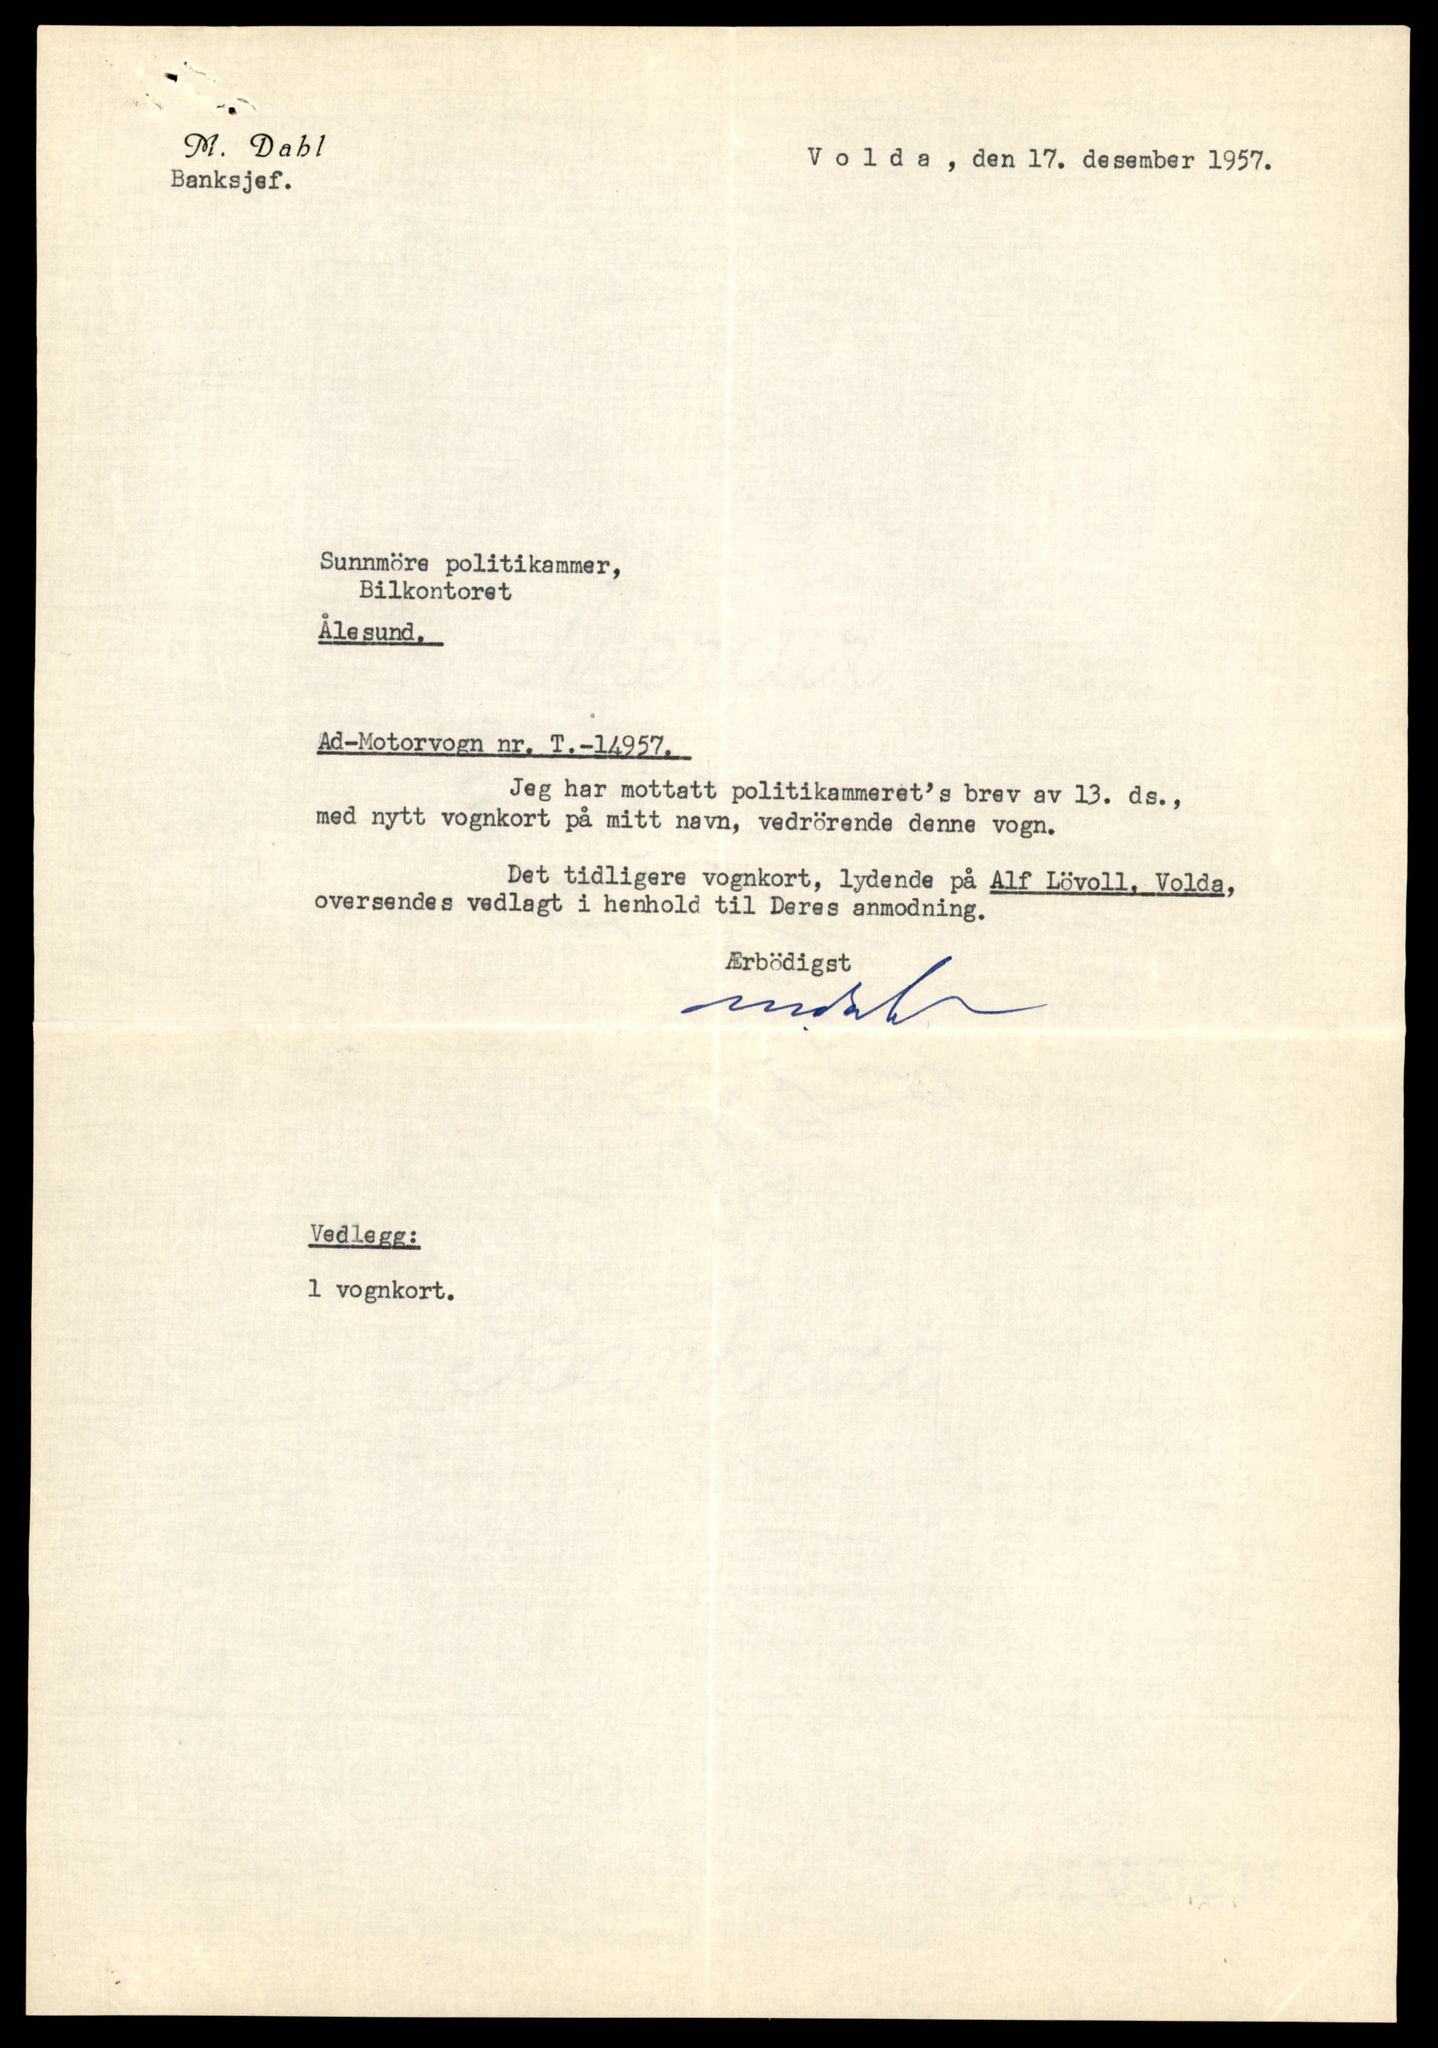 M. Dahl
Banksjef.
V o l d a , den 17. desember 1957.
Sunnmöre politikammer,
Bilkontoret
Ålesund.
Ad-Motorvogn nr. T.-14957.
Jeg har mottatt politikammeret's brev av 13. ds.,
med nytt vognkort på mitt navn, vedrörende denne vogn.
Det tidligere vognkort, lydende på Alf Lövoll, Volda,
oversendes vedlagt i henhold til Deres anmodning.
Ærbödigst
M. Dahl
Vedlegg:
1 vognkort.